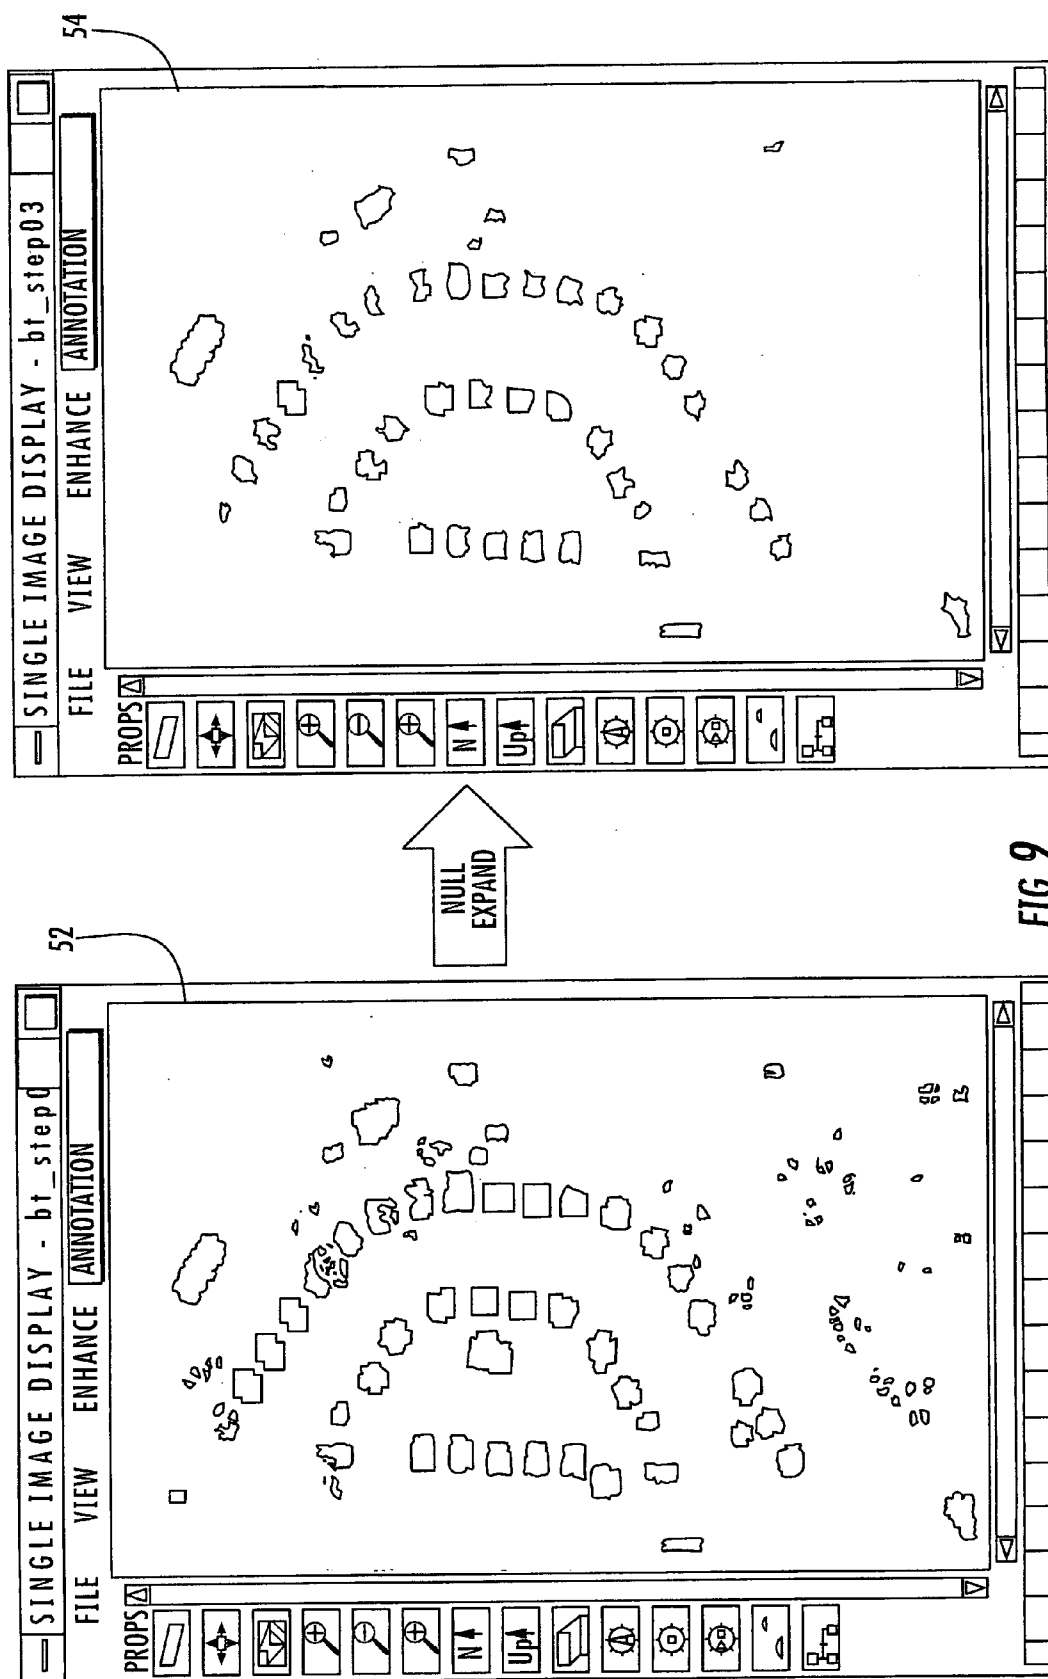 SINGLE IMAGE DISPLAY - bt_step0
FILE VIEW ENHANCE ANNOTATION
PROPS
N
Up
52
NULL
EXPAND
SINGLE IMAGE DISPLAY - bt_step03
FILE VIEW ENHANCE ANNOTATION
PROPS
N
Up
54
FIG 9